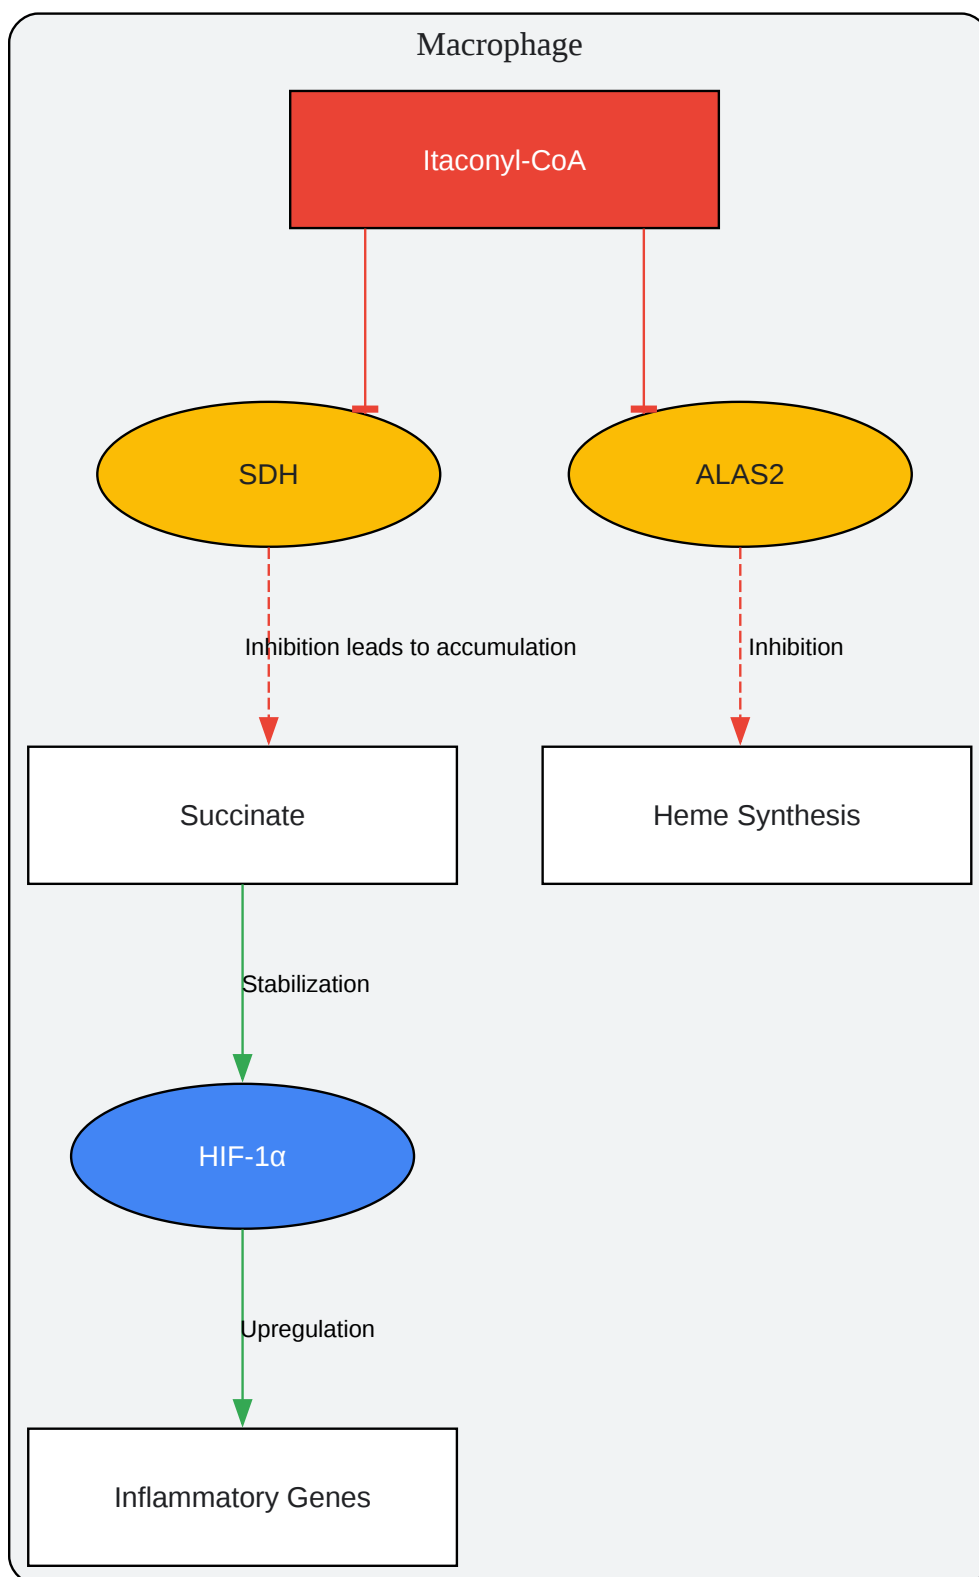 Macrophage
Itaconyl-CoA
SDH
ALAS2
Inhibition leads to accumulation
Inhibition
Succinate
Heme Synthesis
Stabilization
HIF-1α
Upregulation
Inflammatory Genes